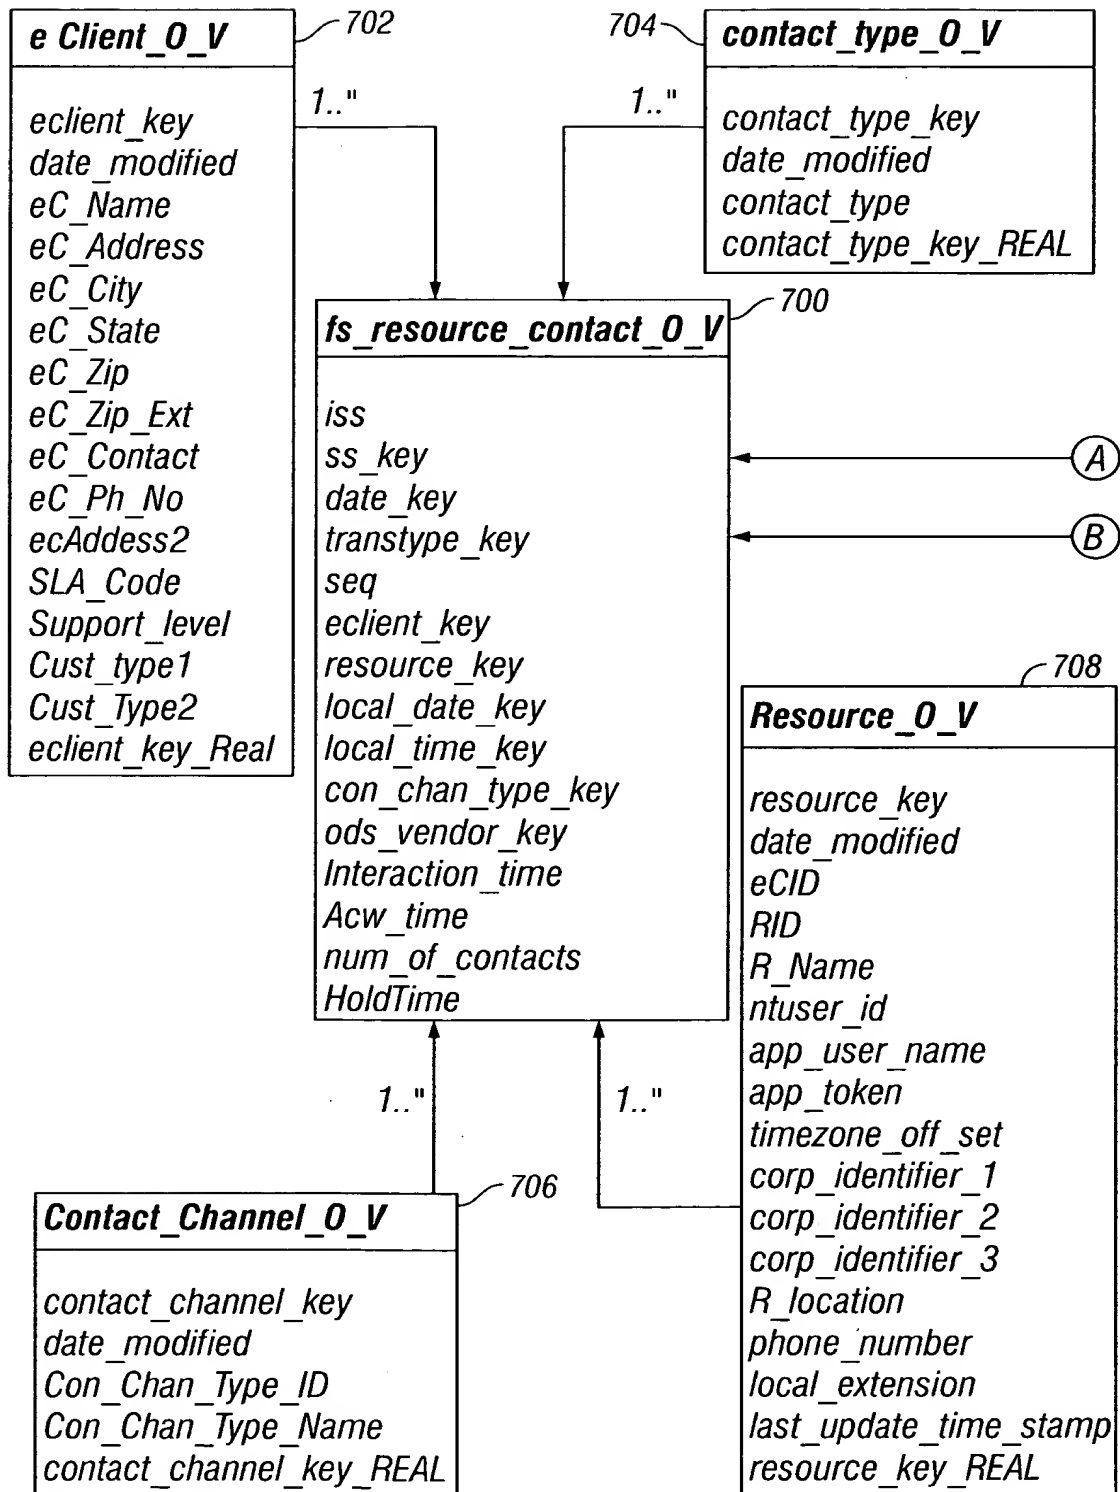 e Client_O_V
702
eclient_key
date_modified
eC_Name
eC_Address
eC_City
eC_State
eC_Zip
eC_Zip_Ext
eC_Contact
eC_Ph_No
ecAddess2
SLA_Code
Support_level
Cust_type1
Cust_Type2
eclient_key_Real
1.."
704
contact_type_O_V
contact_type_key
date_modified
contact_type
contact_type_key_REAL
1.."
700
fs_resource_contact_O_V
iss
ss_key
date_key
transtype_key
seq
eclient_key
resource_key
local_date_key
local_time_key
con_chan_type_key
ods_vendor_key
Interaction_time
Acw_time
num_of_contacts
HoldTime
A
B
1.."
1.."
706
Contact_Channel_O_V
contact_channel_key
date_modified
Con_Chan_Type_ID
Con_Chan_Type_Name
contact_channel_key_REAL
708
Resource_O_V
resource_key
date_modified
eCID
RID
R_Name
ntuser_id
app_user_name
app_token
timezone_off_set
corp_identifier_1
corp_identifier_2
corp_identifier_3
R_location
phone_number
local_extension
last_update_time_stamp
resource_key_REAL